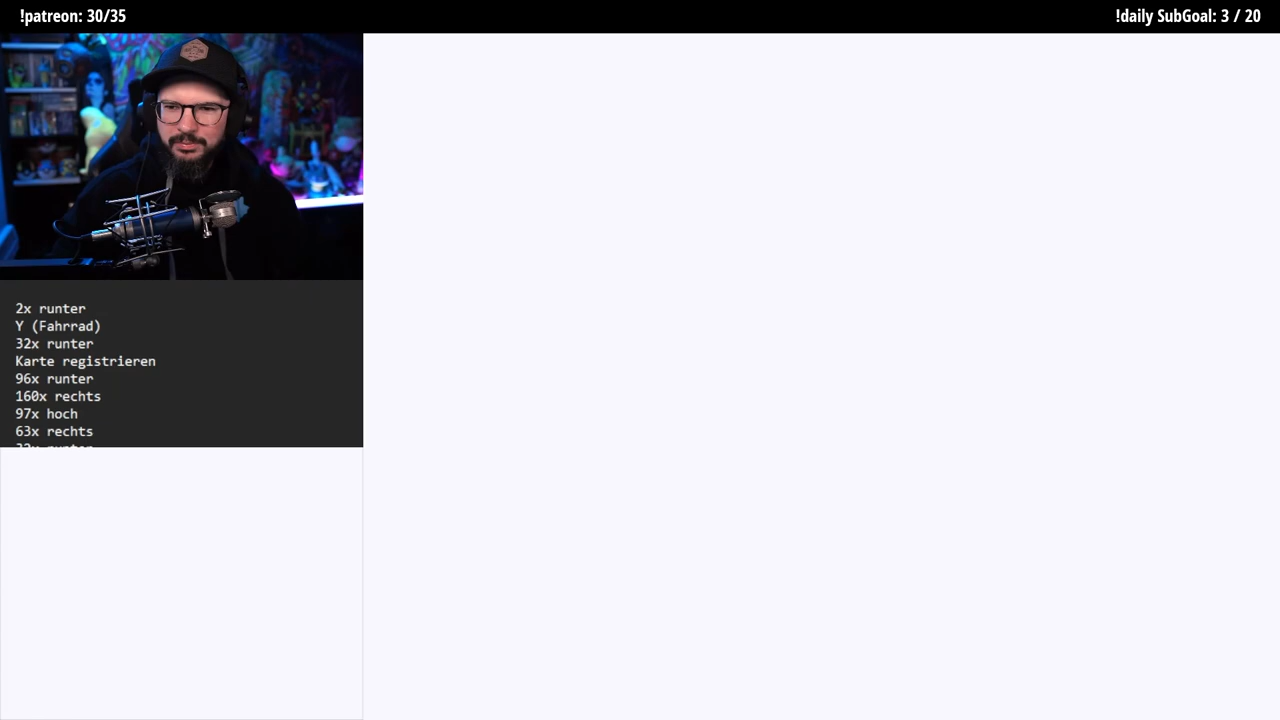 !patreon: 30/35
!daily SubGoal: 3 / 20
2x runter
Y (Fahrrad)
32x runter
Karte registrieren
96x runter
160x rechts
97x hoch
63x rechts